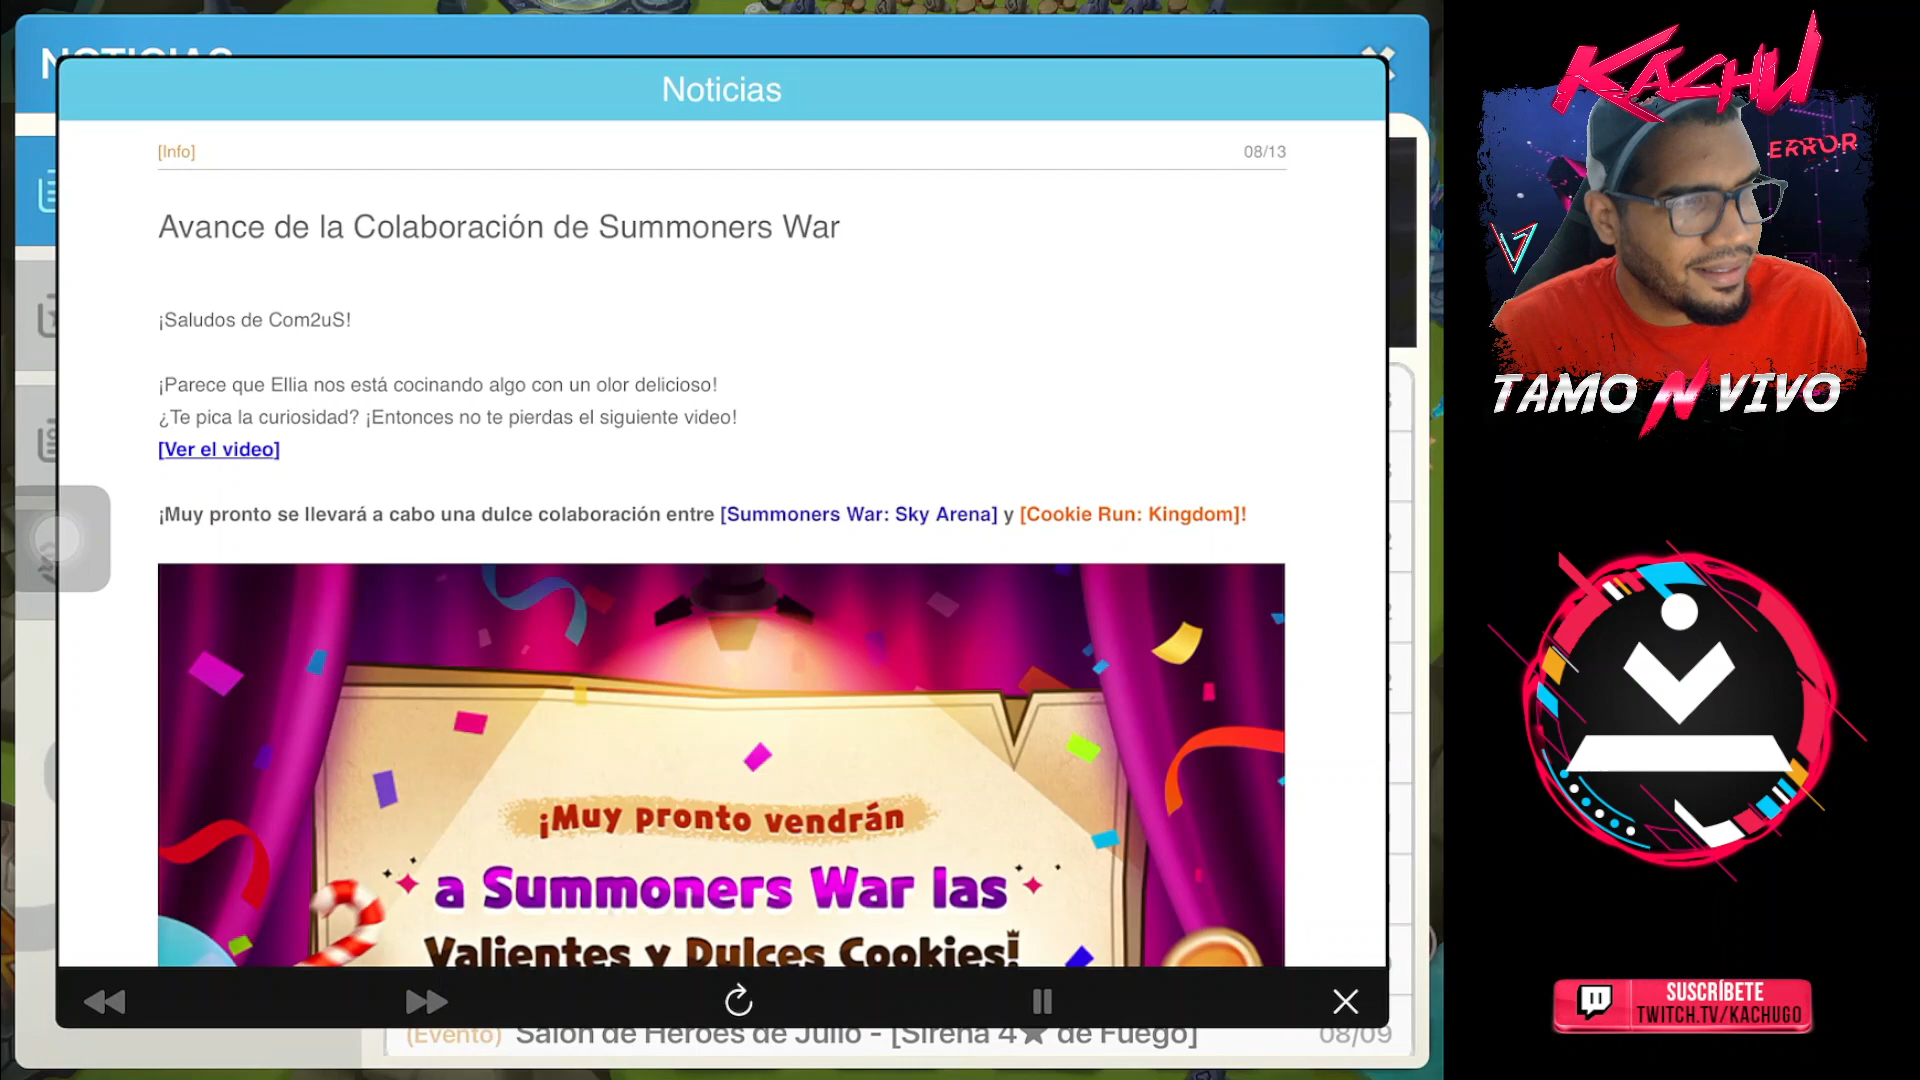 Noticias
[Info]
08/13
Avance de la Colaboración de Summoners War
¡Saludos de Com2uS!
¡Parece que Ellia nos está cocinando algo con un olor delicioso!
¿Te pica la curiosidad? ¡Entonces no te pierdas el siguiente video!
[Ver el video]
¡Muy pronto se llevará a cabo una dulce colaboración entre [Summoners War: Sky Arena] y [Cookie Run: Kingdom]!
¡Muy pronto vendrán
a Summoners War las
Valientes y Dulces Cookies!
(Evento) Salón de Héroes de Julio - [Sirena 4★ de Fuego] 08/09
KACHU
ERROR
TAMO N VIVO
SUSCRÍBETE
TWITCH.TV/KACHUGO